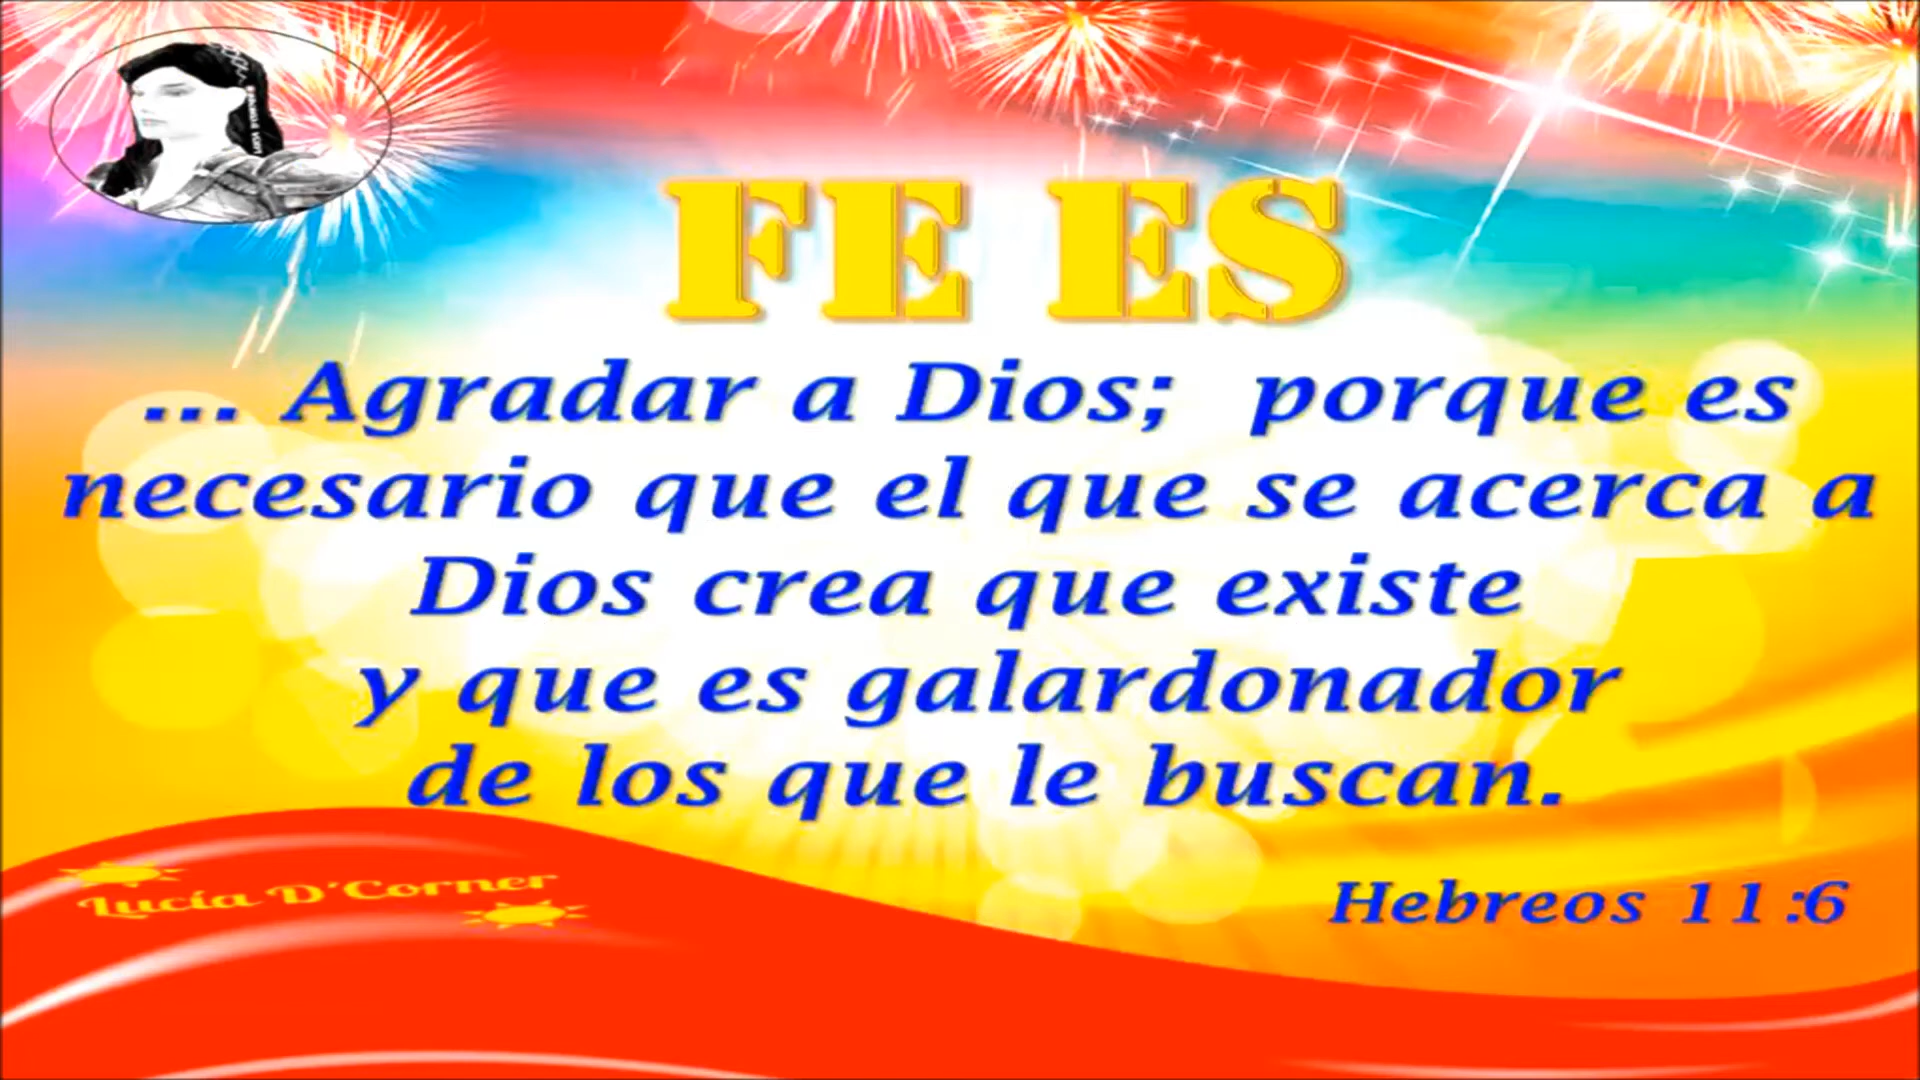 FE ES
... Agradar a Dios; porque es
necesario que el que se acerca a
Dios crea que existe
y que es galardonador
de los que le buscan.
Hebreos 11:6
Lucía D'Corner